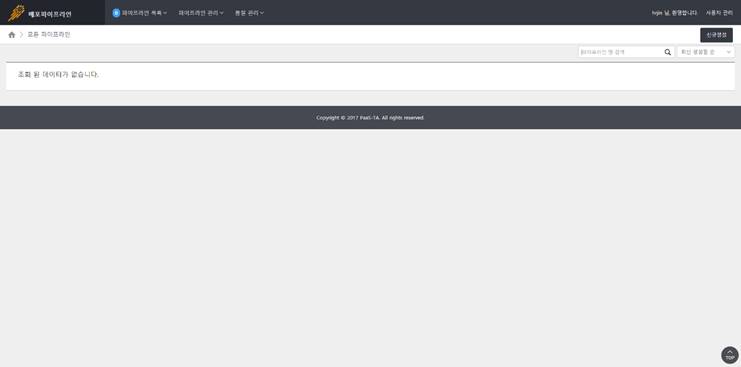 배포파이프라인
0 파이프라인 목록
파이프라인 관리
품질 관리
님, 환영합니다.
사용자 관리
모든 파이프라인
신규생성
파이프라인 명 검색
최신 생성일 순
조회 된 데이터가 없습니다.
Copyright © 2017 PaaS-TA. All rights reserved.
TOP